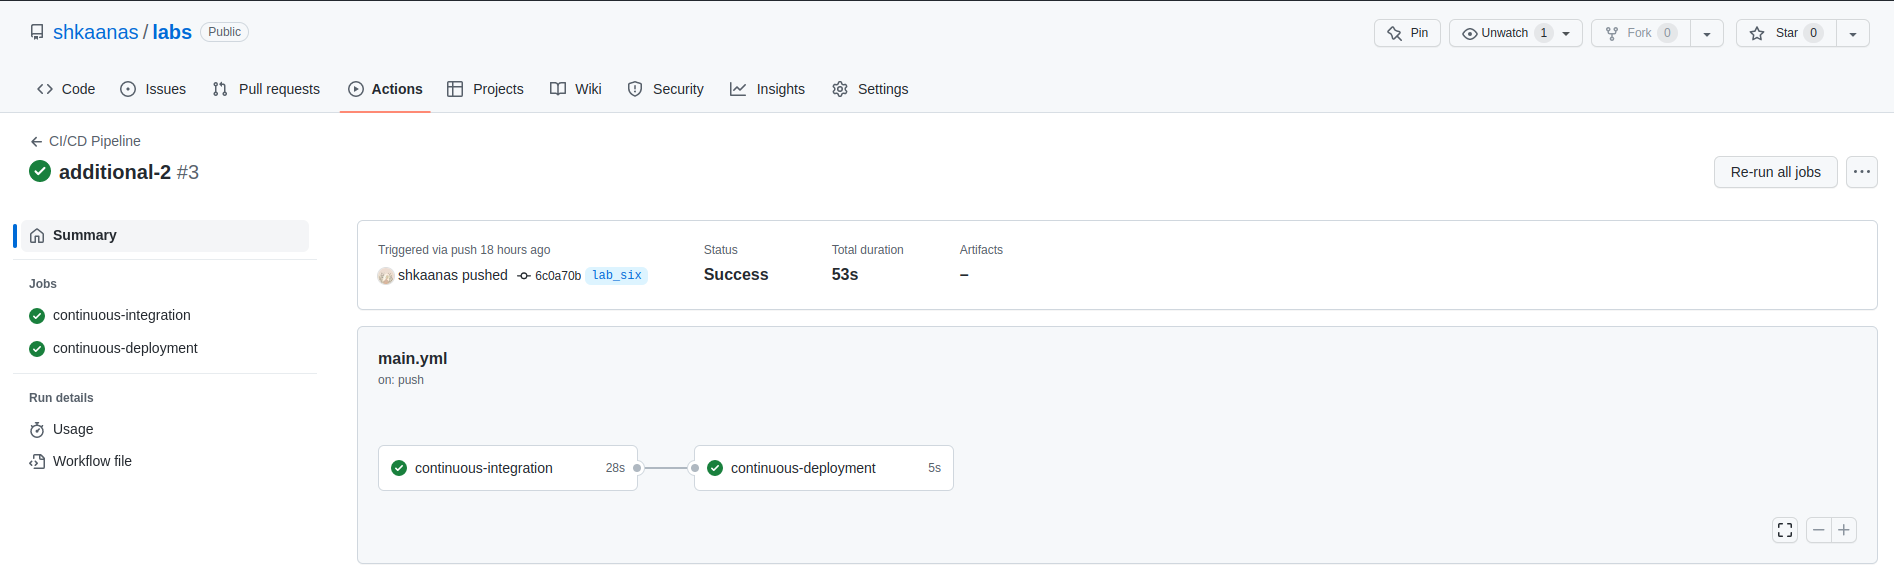 shkaanas / labs Public
Pin Unwatch 1 Fork 0 Star 0
Code Issues Pull requests Actions Projects Wiki Security Insights Settings
CI/CD Pipeline
additional-2 #3
Re-run all jobs
Summary
Jobs
continuous-integration
continuous-deployment
Run details
Usage
Workflow file
Triggered via push 18 hours ago
shkaanas pushed 6c0a70b lab_six
Status
Success
Total duration
53s
Artifacts
–
main.yml
on: push
continuous-integration 28s
continuous-deployment 5s